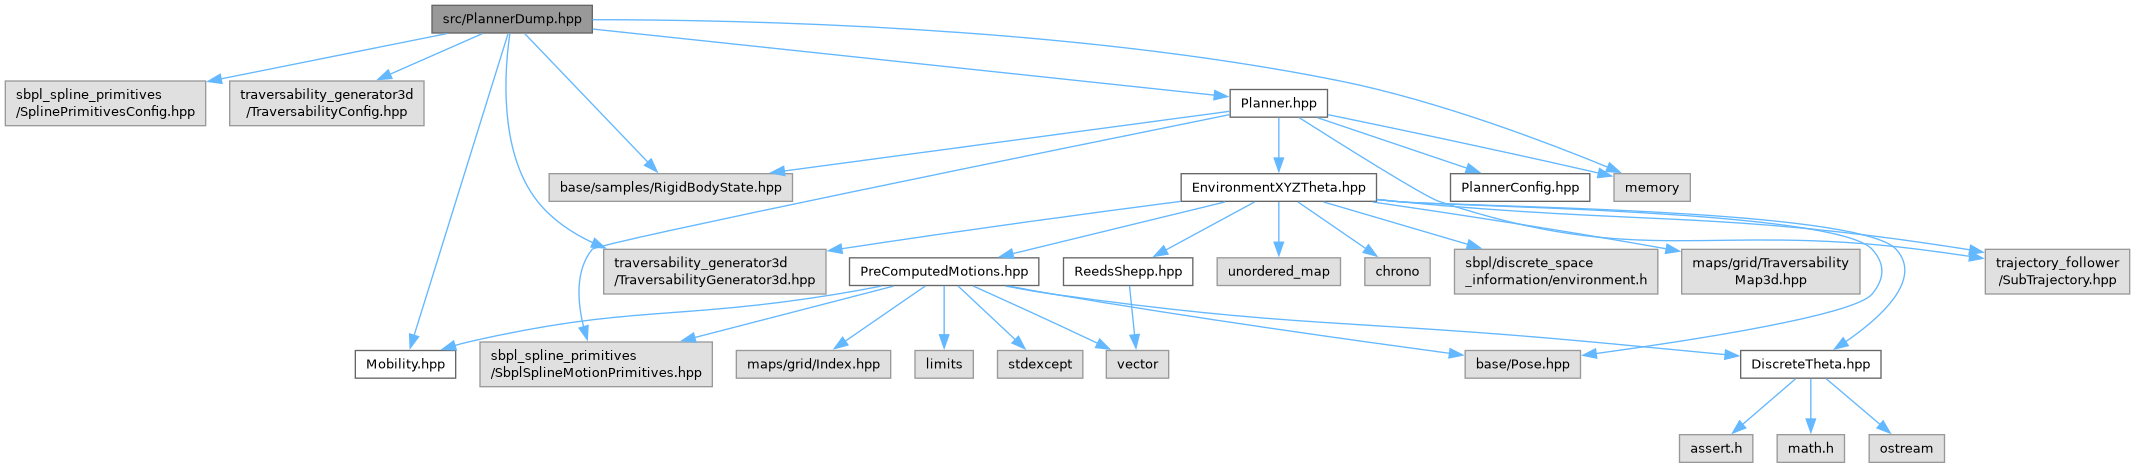 src/PlannerDump.hpp
sbpl_spline_primitives
/SplinePrimitivesConfig.hpp
traversability_generator3d
/TraversabilityConfig.hpp
Planner.hpp
base/samples/RigidBodyState.hpp
EnvironmentXYZTheta.hpp
PlannerConfig.hpp
memory
traversability_generator3d
/TraversabilityGenerator3d.hpp
PreComputedMotions.hpp
ReedsShepp.hpp
unordered_map
chrono
sbpl/discrete_space
_information/environment.h
maps/grid/Traversability
Map3d.hpp
trajectory_follower
/SubTrajectory.hpp
Mobility.hpp
sbpl_spline_primitives
/SbplSplineMotionPrimitives.hpp
maps/grid/Index.hpp
limits
stdexcept
vector
base/Pose.hpp
DiscreteTheta.hpp
assert.h
math.h
ostream